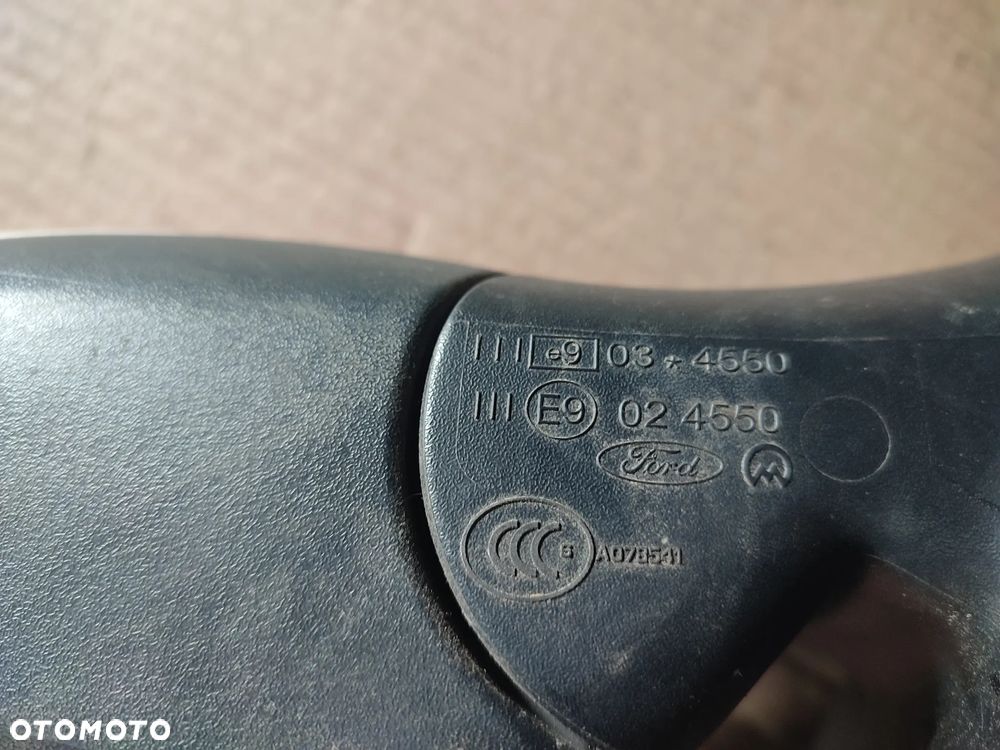 III e9 03 * 4550
III E9 02 4550
Ford
CCC S A078541
OTOMOTO